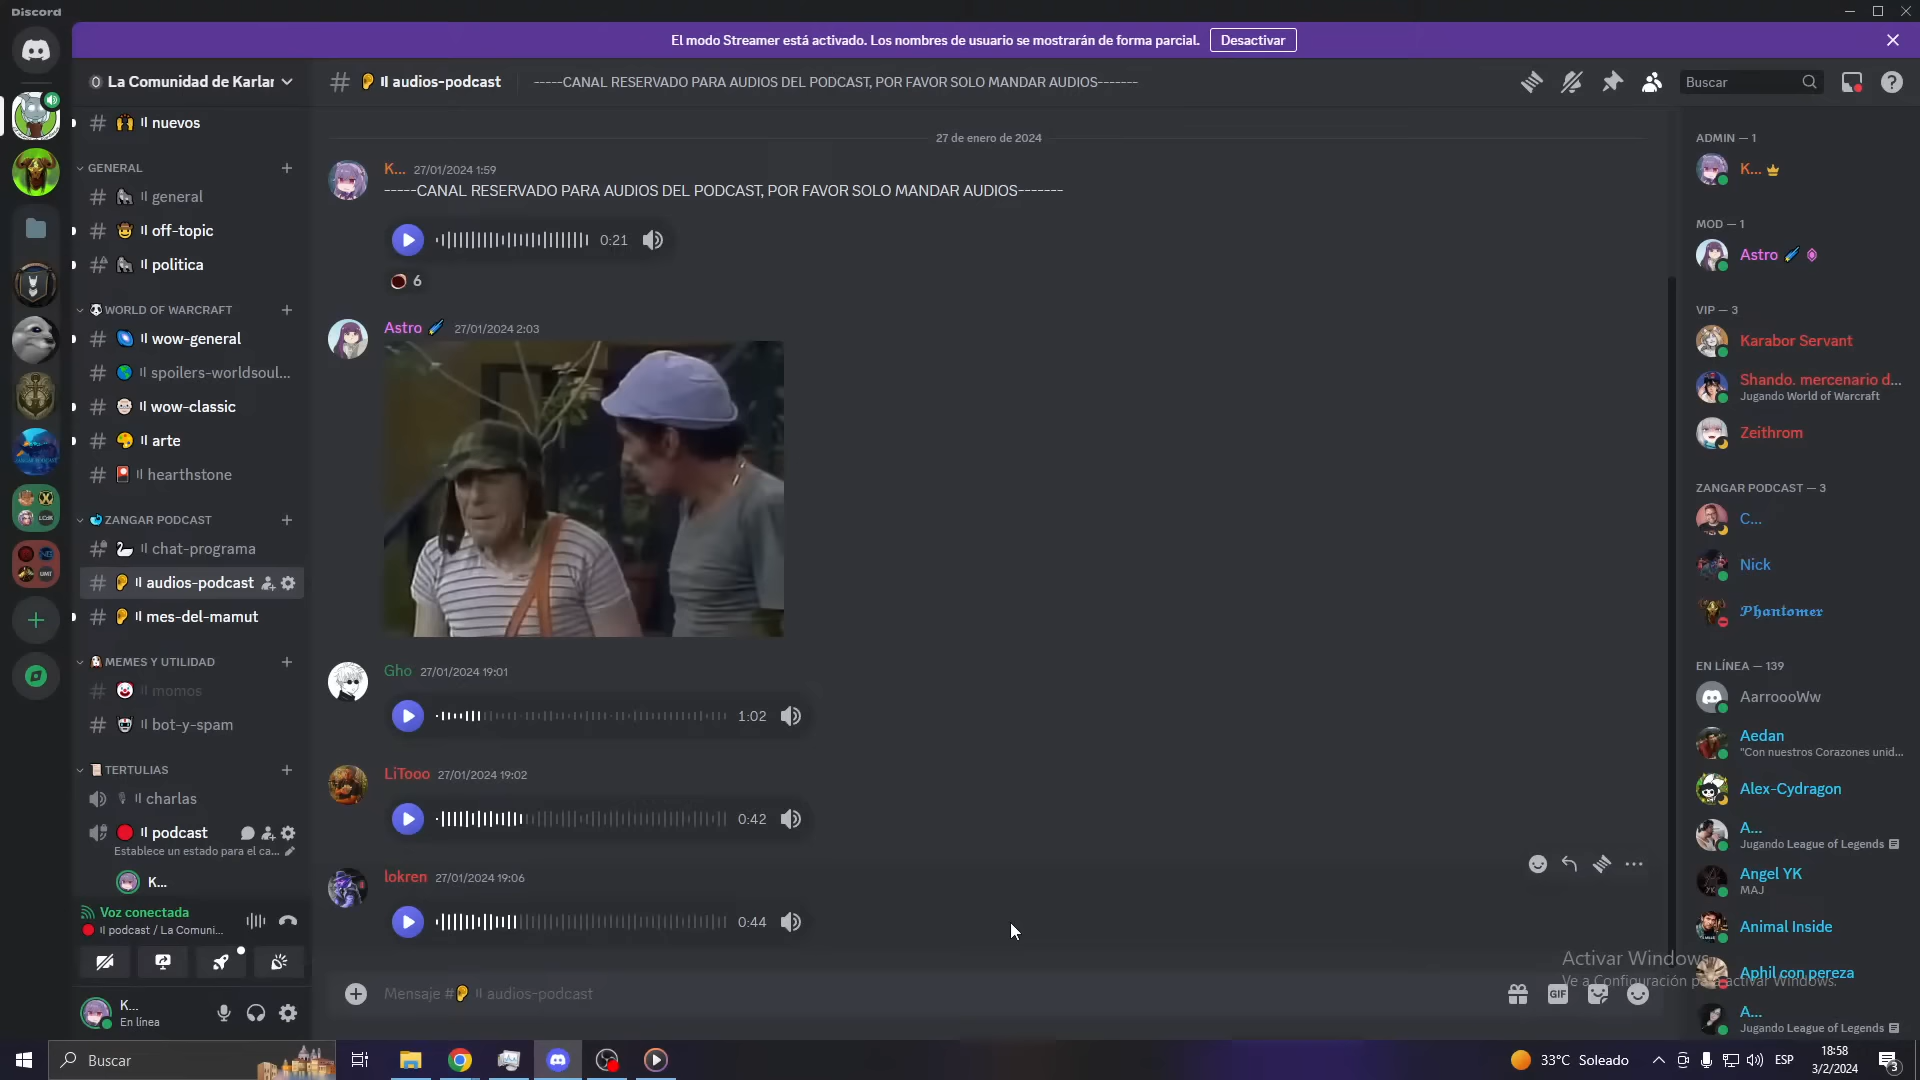 Discord
El modo Streamer está activado. Los nombres de usuario se mostrarán de forma parcial. Desactivar
La Comunidad de Karlar
nuevos
GENERAL
general
off-topic
politica
WORLD OF WARCRAFT
wow-general
spoilers-worldsoul...
wow-classic
arte
hearthstone
ZANGAR PODCAST
chat-programa
audios-podcast
mes-del-mamut
MEMES Y UTILIDAD
momos
bot-y-spam
TERTULIAS
charlas
podcast
Establece un estado para el ca...
K...
Voz conectada
podcast / La Comuni...
K...
En línea
audios-podcast
-----CANAL RESERVADO PARA AUDIOS DEL PODCAST, POR FAVOR SOLO MANDAR AUDIOS-------
Buscar
27 de enero de 2024
K... 27/01/2024 1:59
-----CANAL RESERVADO PARA AUDIOS DEL PODCAST, POR FAVOR SOLO MANDAR AUDIOS-------
0:21
6
Astro 27/01/2024 2:03
Gho 27/01/2024 19:01
1:02
LiTooo 27/01/2024 19:02
0:42
lokren 27/01/2024 19:06
0:44
Mensaje # audios-podcast
GIF
ADMIN — 1
K...
MOD — 1
Astro
VIP — 3
Karabor Servant
Shando. mercenario d...
Jugando World of Warcraft
Zeithrom
ZANGAR PODCAST — 3
C...
Nick
Phantomer
EN LÍNEA — 139
AarroooWw
Aedan
"Con nuestros Corazones unid...
Alex-Cydragon
A...
Jugando League of Legends
Angel YK
MAJ
Animal Inside
Aphil con pereza
A...
Jugando League of Legends
Activar Windows
Ve a Configuración para activar Windows.
Buscar
33°C Soleado
ESP
18:58
3/2/2024
3